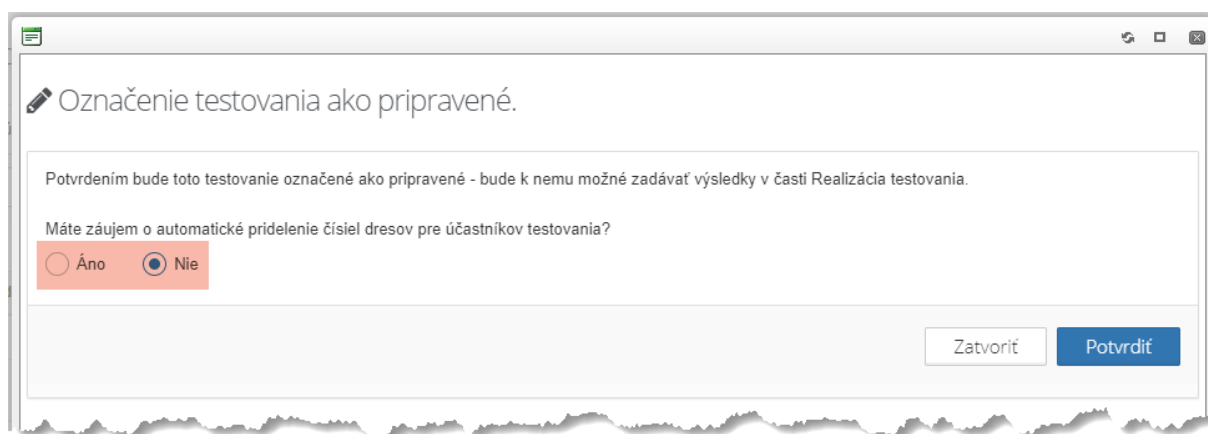 Označenie testovania ako pripravené.
Potvrdením bude toto testovanie označené ako pripravené - bude k nemu možné zadávať výsledky v časti Realizácia testovania.
Máte záujem o automatické pridelenie čísiel dresov pre účastníkov testovania?
Áno Nie
Zatvoriť Potvrdiť